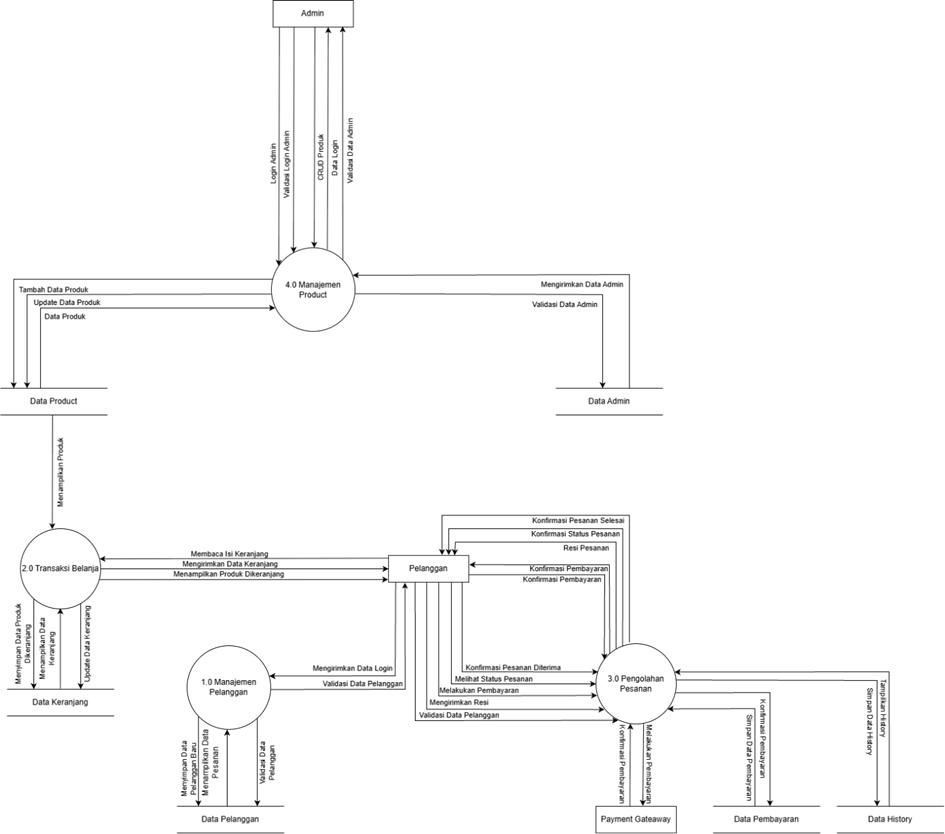 Admin
Login Admin
Validasi Login Admin
CRUD Produk
Data Login
Validasi Data Admin
4.0 Manajemen
Product
Tambah Data Produk
Update Data Produk
Data Produk
Mengirimkan Data Admin
Validasi Data Admin
Data Product
Data Admin
Menampilkan Produk
Konfirmasi Pesanan Selesai
Konfirmasi Status Pesanan
Resi Pesanan
2.0 Transaksi Belanja
Membaca Isi Keranjang
Mengirimkan Data Keranjang
Menampilkan Produk Dikeranjang
Pelanggan
Konfirmasi Pembayaran
Konfirmasi Pembayaran
Menyimpan Data Produk
Dikeranjang
Menampilkan Data
Keranjang
Update Data Keranjang
Data Keranjang
1.0 Manajemen
Pelanggan
Mengirimkan Data Login
Validasi Data Pelanggan
Konfirmasi Pesanan Diterima
Melihat Status Pesanan
Melakukan Pembayaran
Mengirimkan Resi
Validasi Data Pelanggan
3.0 Pengolahan
Pesanan
Menyimpan Data
Pelanggan Baru
Menampilkan Data
Pesanan
Validasi Data
Pelanggan
Data Pelanggan
Konfirmasi Pembayaran
Melakukan Pembayaran
Payment Gateaway
Simpan Data Pembayaran
Konfirmasi Pembayaran
Data Pembayaran
Simpan Data History
Tampilkan History
Data History